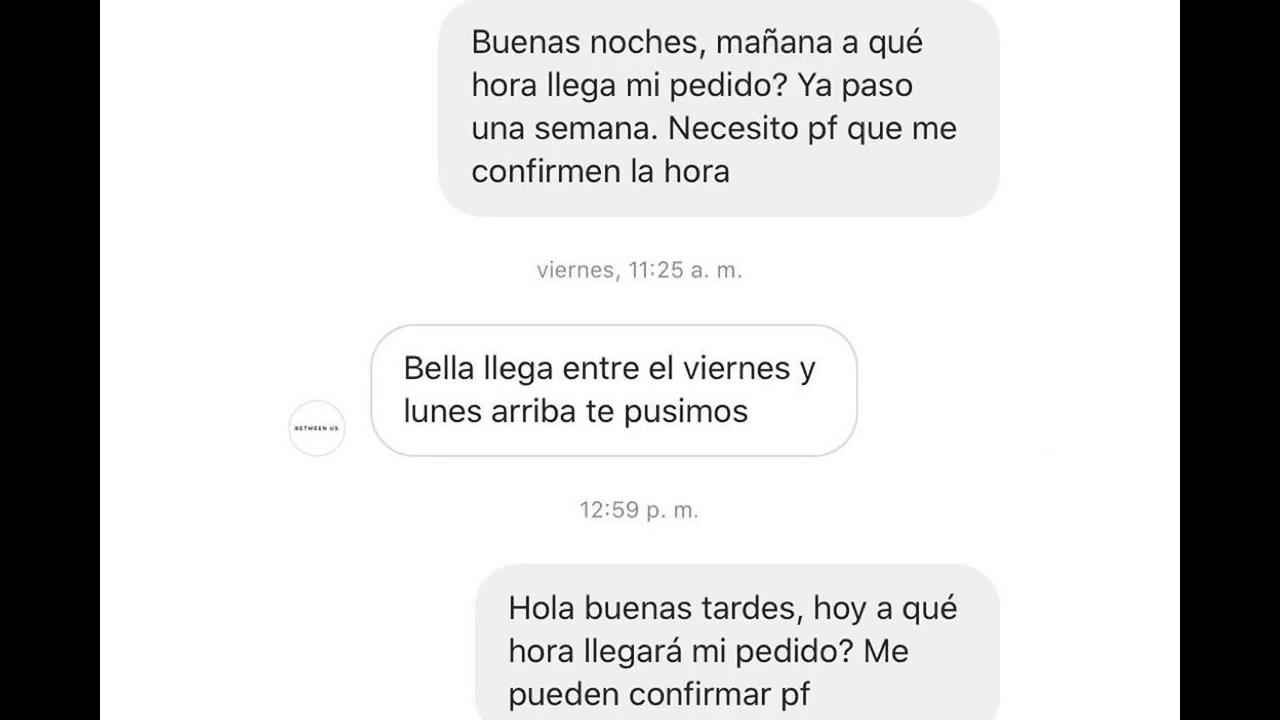 Buenas noches, mañana a qué
hora llega mi pedido? Ya paso
una semana. Necesito pf que me
confirmen la hora
viernes, 11:25 a. m.
Bella llega entre el viernes y
lunes arriba te pusimos
BETWEEN US
12:59 p. m.
Hola buenas tardes, hoy a qué
hora llegará mi pedido? Me
pueden confirmar pf